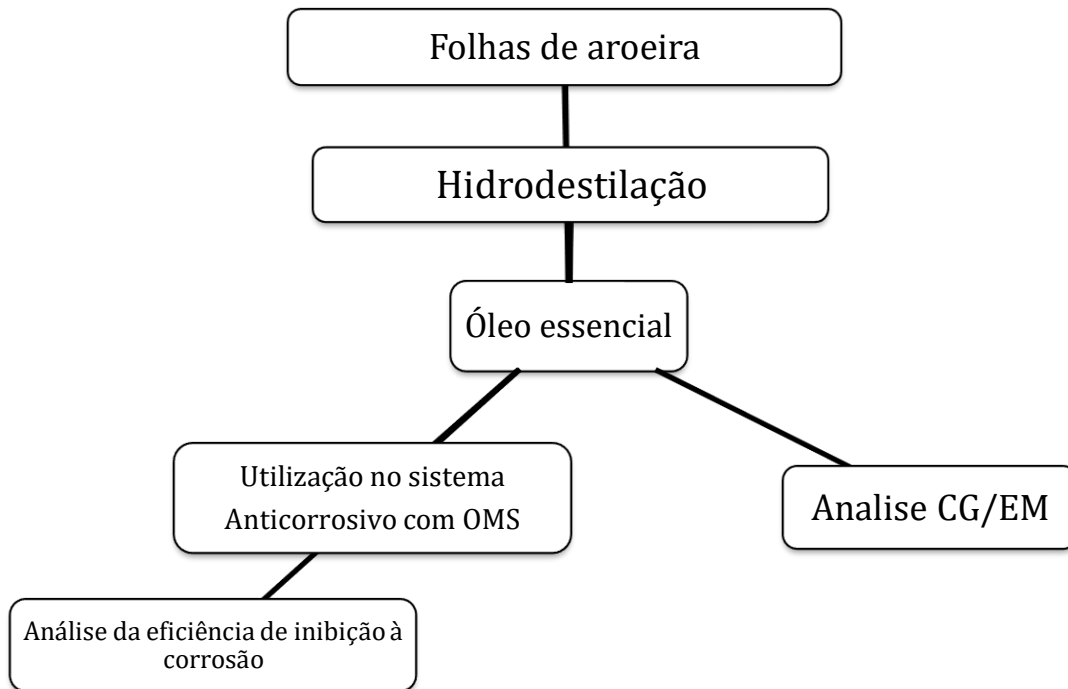 Folhas de aroeira
Hidrodestilação
Óleo essencial
Utilização no sistema
Anticorrosivo com OMS
Analise CG/EM
Análise da eficiência de inibição à
corrosão